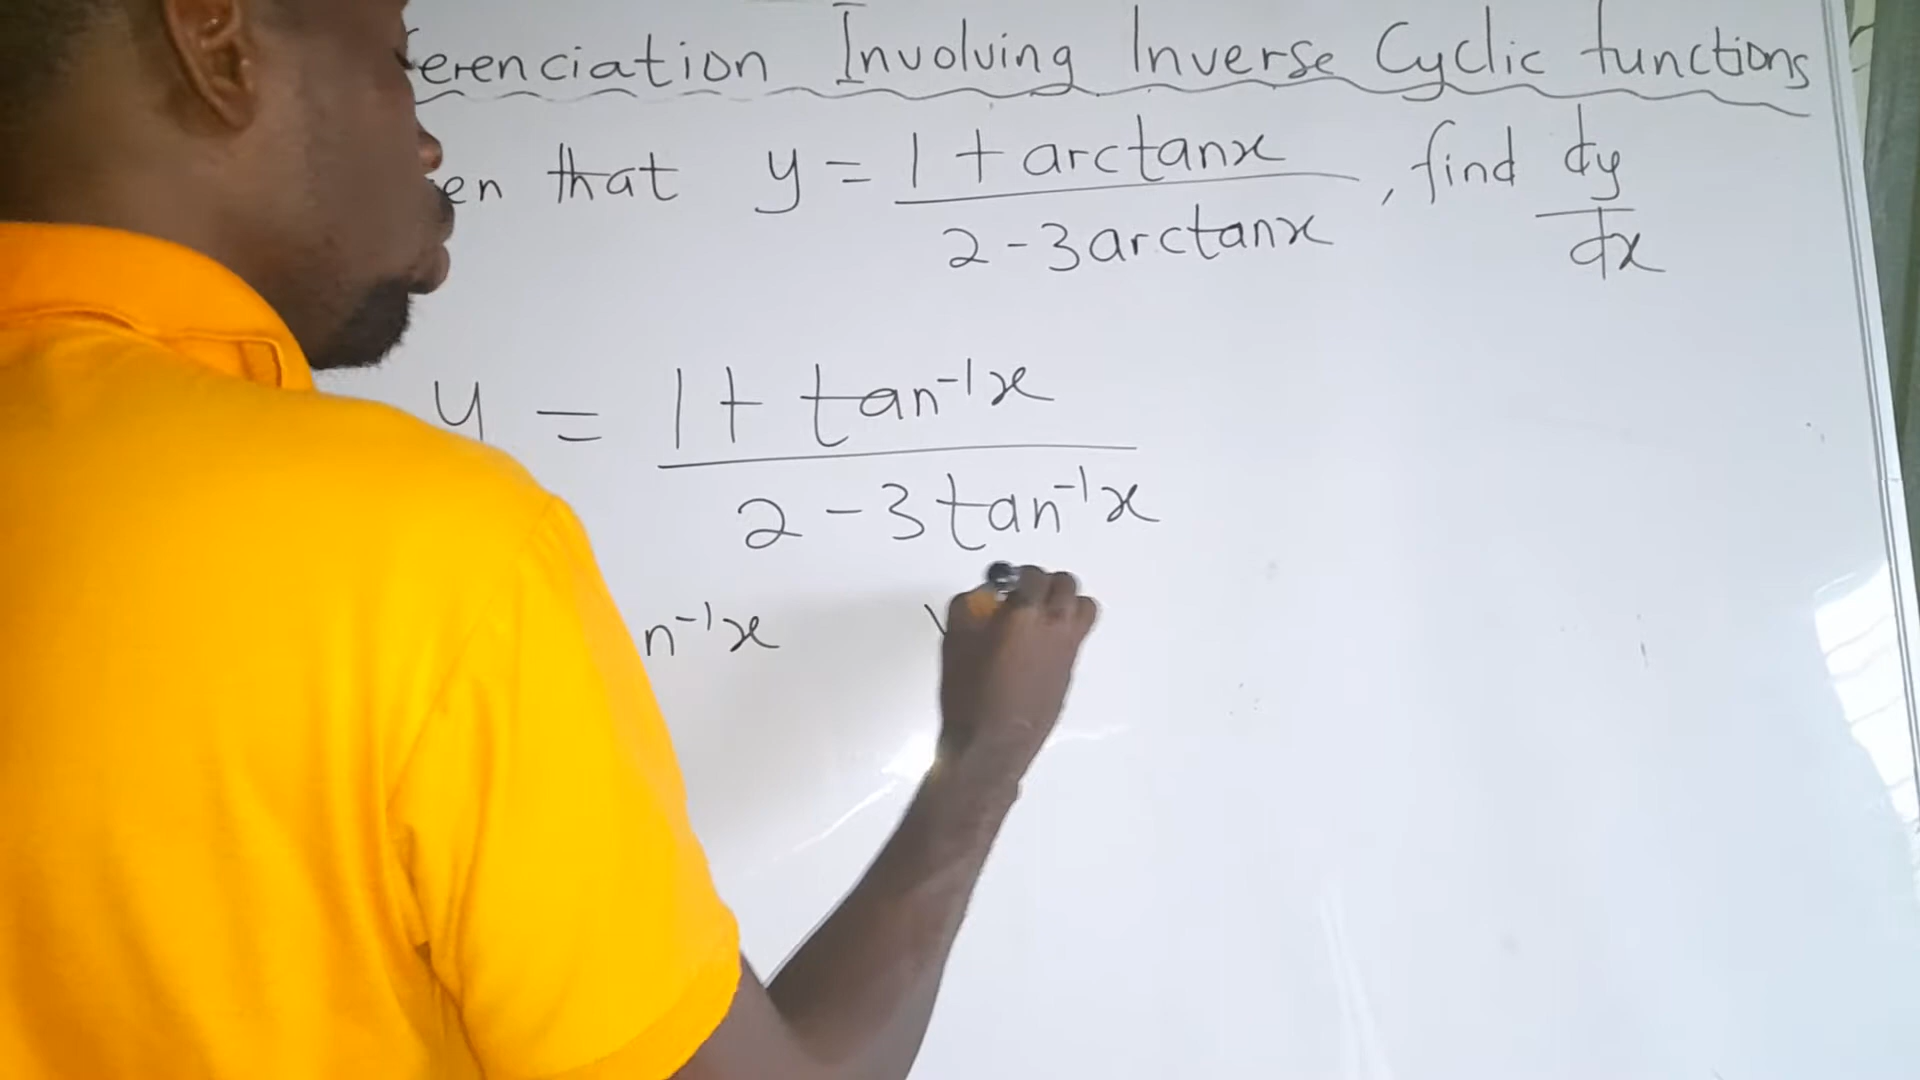 erenciation Involving Inverse Cyclic functions
en that y = 1 + arctanx / 2 - 3arctanx , find dy/dx
y = 1 + tan⁻¹x / 2 - 3tan⁻¹x
n⁻¹x